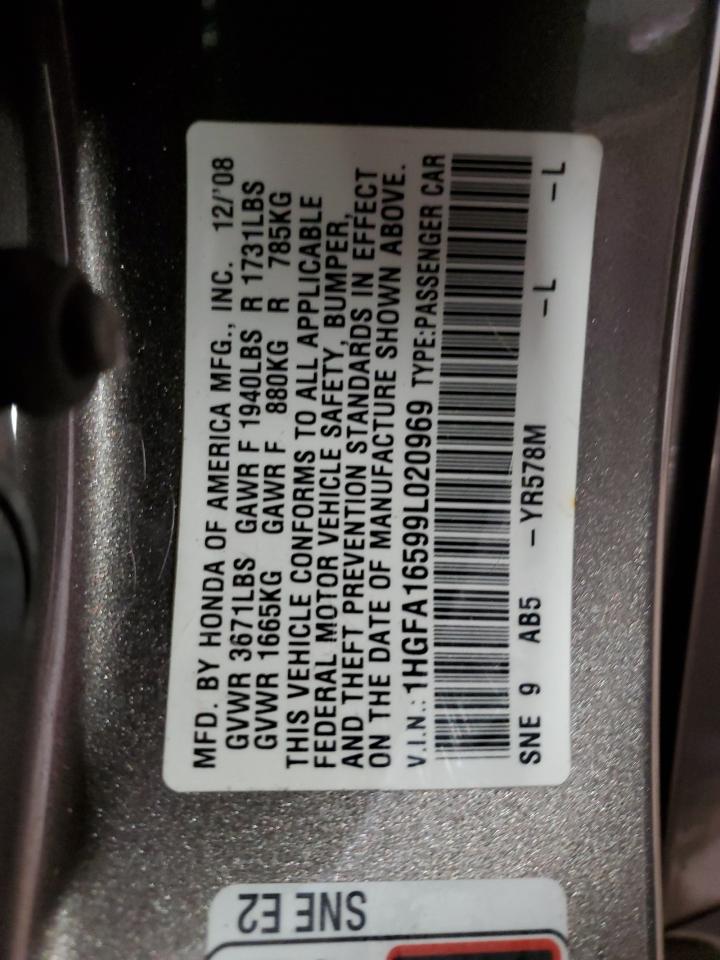 MFD. BY HONDA OF AMERICA MFG., INC. 12/'08
GVWR 3671LBS GAWR F 1940LBS R 1731LBS
GVWR 1665KG GAWR F 880KG R 785KG
THIS VEHICLE CONFORMS TO ALL APPLICABLE
FEDERAL MOTOR VEHICLE SAFETY, BUMPER,
AND THEFT PREVENTION STANDARDS IN EFFECT
ON THE DATE OF MANUFACTURE SHOWN ABOVE.
V.I.N.: 1HGFA16599L020969 TYPE:PASSENGER CAR
SNE 9 AB5 -YR578M -L -L
SNE E2